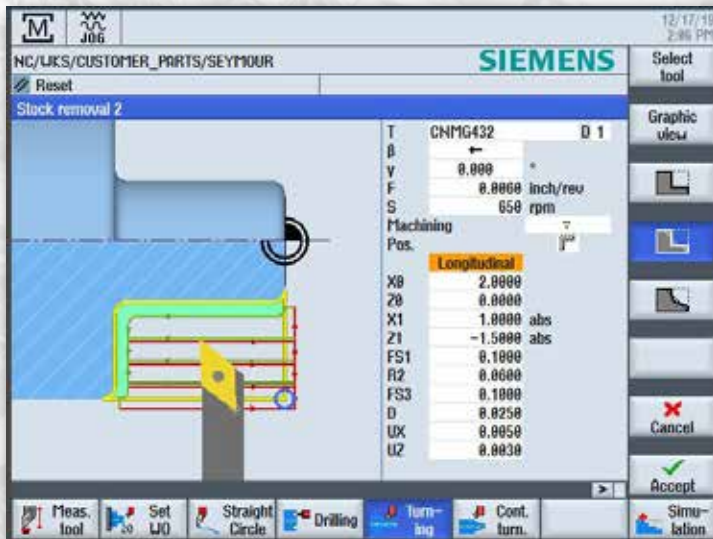 M JOG
12/17/19
2:06 PM
NC/WKS/CUSTOMER_PARTS/SEYMOUR
SIEMENS
Select tool
Reset
Stock removal 2
Graphic view
T CNMG432 D 1
β ←
V 0.000 °
F 0.0060 inch/rev
S 650 rpm
Machining ▽
Pos.
Longitudinal
X0 2.0000
Z0 0.0000
X1 1.0000 abs
Z1 -1.5000 abs
FS1 0.1000
R2 0.0600
FS3 0.1000
D 0.0250
UX 0.0050
UZ 0.0030
Cancel
Accept
Meas. tool
Set WO
Straight Circle
Drilling
Turn-ing
Cont. turn.
Simu-lation